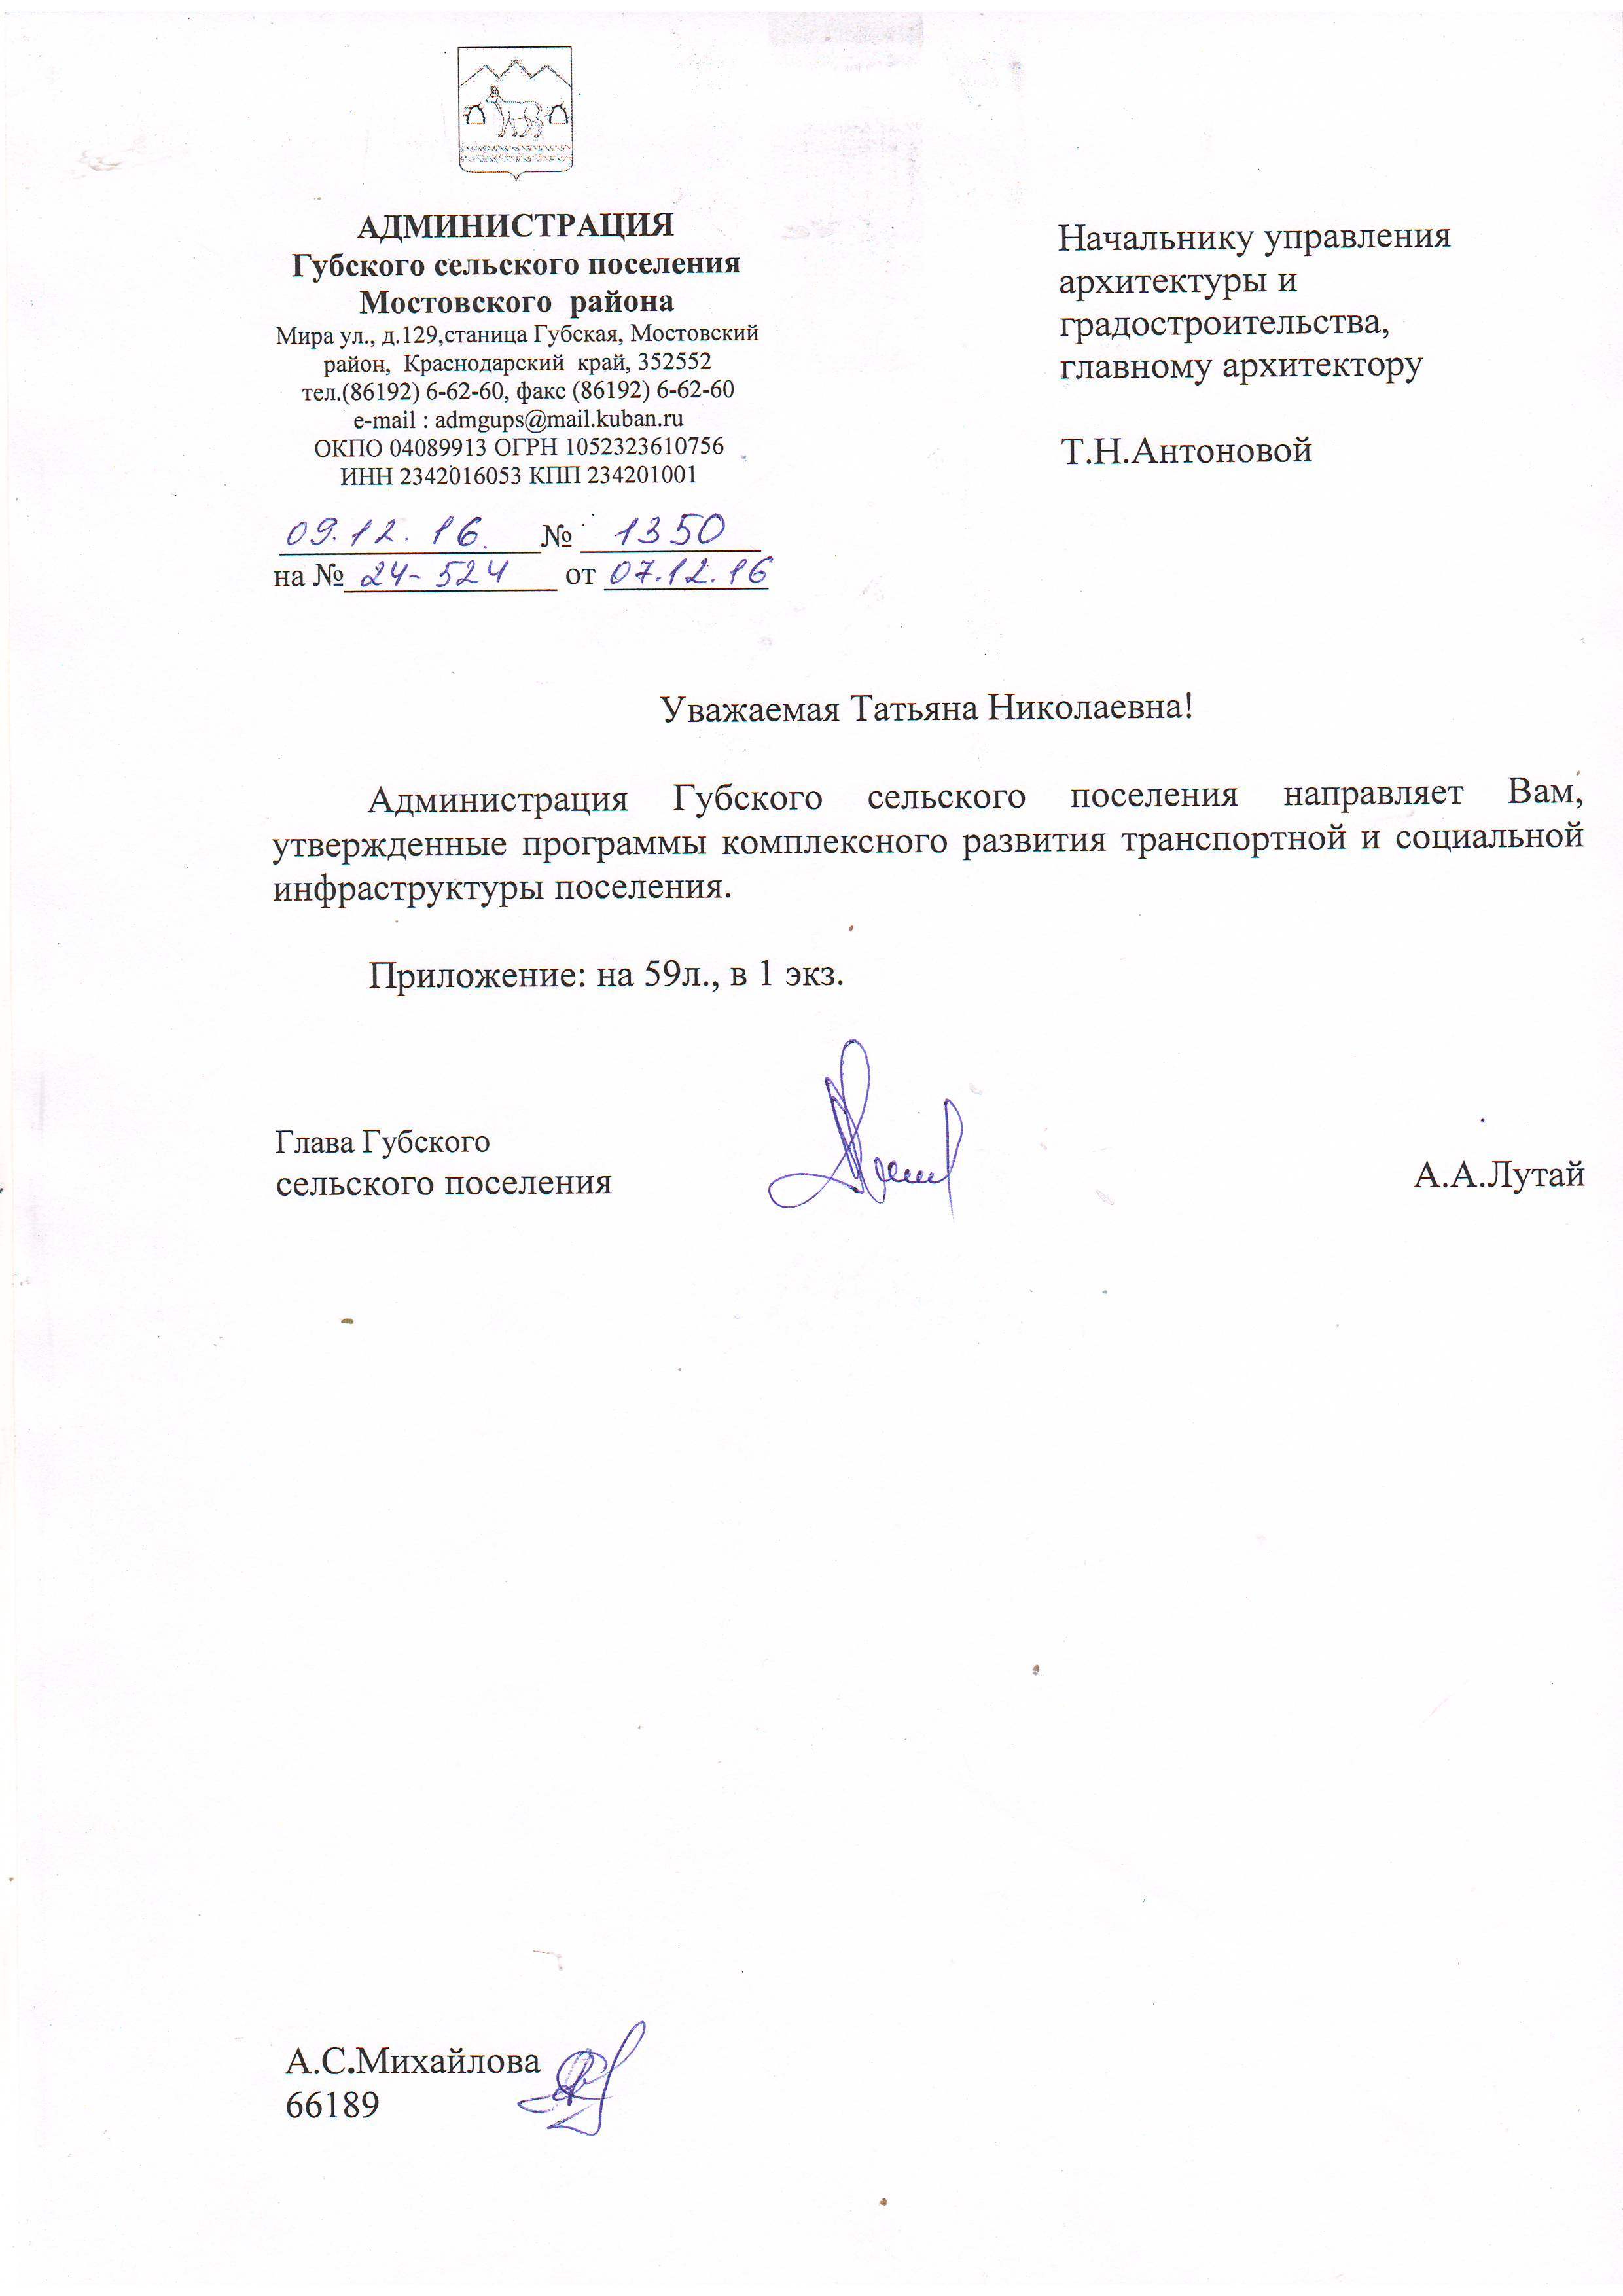 АДМИНИСТРАЦИЯ
Губского сельского поселения
Мостовского района
Мира ул., д.129,станица Губская, Мостовский
район, Краснодарский край, 352552
тел.(86192) 6-62-60, факс (86192) 6-62-60
e-mail : admgups@mail.kuban.ru
ОКПО 04089913 ОГРН 1052323610756
ИНН 2342016053 КПП 234201001
09.12.16. № 1350
на № 24-524 от 07.12.16
Начальнику управления
архитектуры и
градостроительства,
главному архитектору
Т.Н.Антоновой
Уважаемая Татьяна Николаевна!
Администрация Губского сельского поселения направляет Вам,
утвержденные программы комплексного развития транспортной и социальной
инфраструктуры поселения.
Приложение: на 59л., в 1 экз.
Глава Губского
сельского поселения А.А.Лутай
А.С.Михайлова
66189